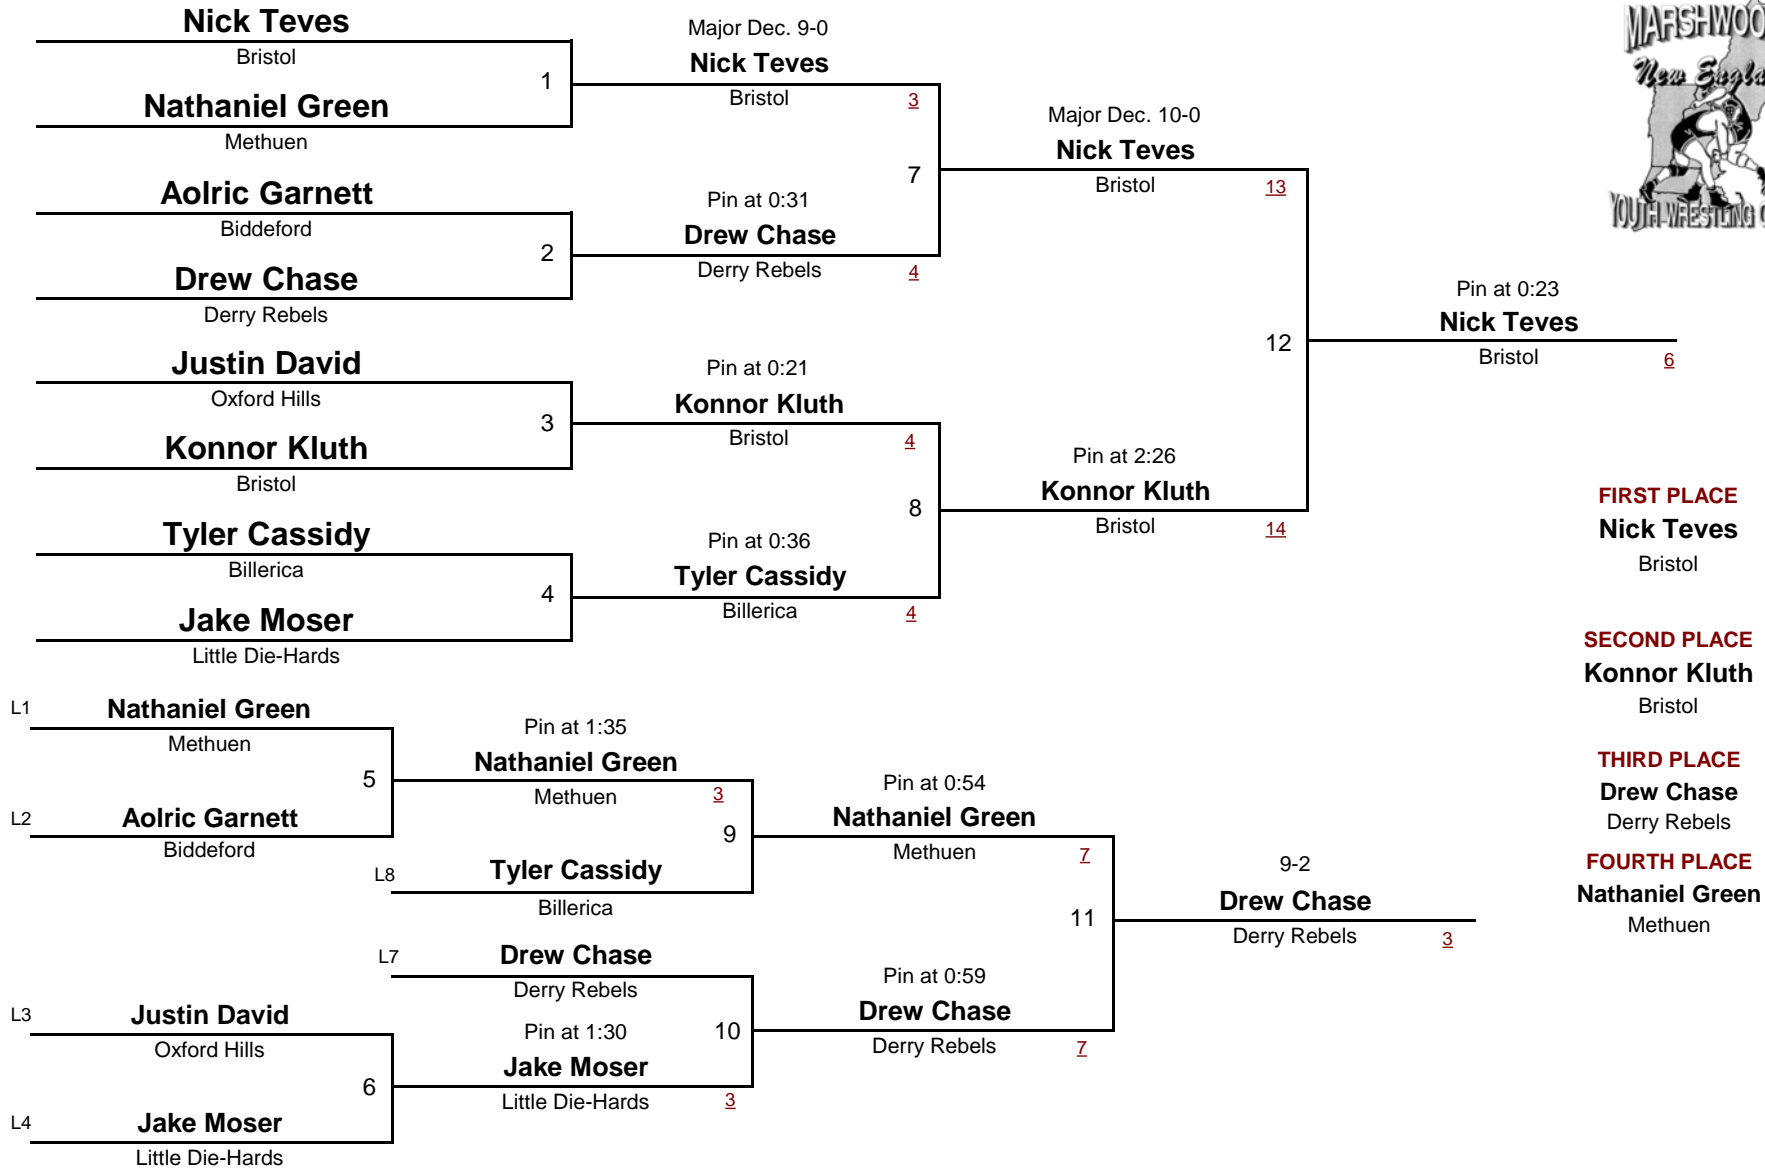 Nick Teves
Bristol
1
Nathaniel Green
Methuen
Major Dec. 9-0
Nick Teves
Bristol
3
Aolric Garnett
Biddeford
2
Drew Chase
Derry Rebels
Pin at 0:31
Drew Chase
Derry Rebels
4
7
Major Dec. 10-0
Nick Teves
Bristol
13
Justin David
Oxford Hills
3
Konnor Kluth
Bristol
Pin at 0:21
Konnor Kluth
Bristol
4
Tyler Cassidy
Billerica
4
Jake Moser
Little Die-Hards
Pin at 0:36
Tyler Cassidy
Billerica
4
8
Pin at 2:26
Konnor Kluth
Bristol
14
12
Pin at 0:23
Nick Teves
Bristol
6
New
YOUTH WRESTLING
FIRST PLACE
Nick Teves
Bristol
SECOND PLACE
Konnor Kluth
Bristol
THIRD PLACE
Drew Chase
Derry Rebels
FOURTH PLACE
Nathaniel Green
Methuen
L1
Nathaniel Green
Methuen
5
L2
Aolric Garnett
Biddeford
Pin at 1:35
Nathaniel Green
Methuen
3
9
L8
Tyler Cassidy
Billerica
Pin at 0:54
Nathaniel Green
Methuen
7
L7
Drew Chase
Derry Rebels
10
L3
Justin David
Oxford Hills
6
L4
Jake Moser
Little Die-Hards
Pin at 1:30
Jake Moser
Little Die-Hards
3
Pin at 0:59
Drew Chase
Derry Rebels
7
11
9-2
Drew Chase
Derry Rebels
3